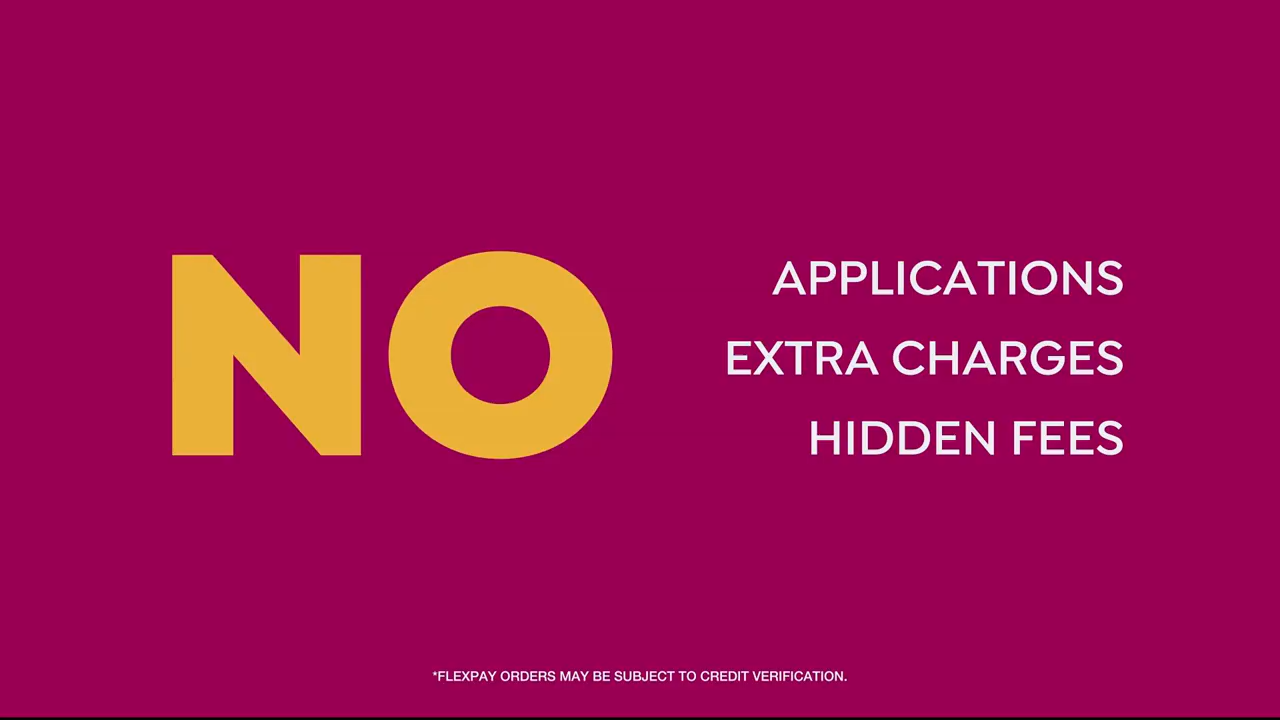 NO
APPLICATIONS
EXTRA CHARGES
HIDDEN FEES
*FLEXPAY ORDERS MAY BE SUBJECT TO CREDIT VERIFICATION.